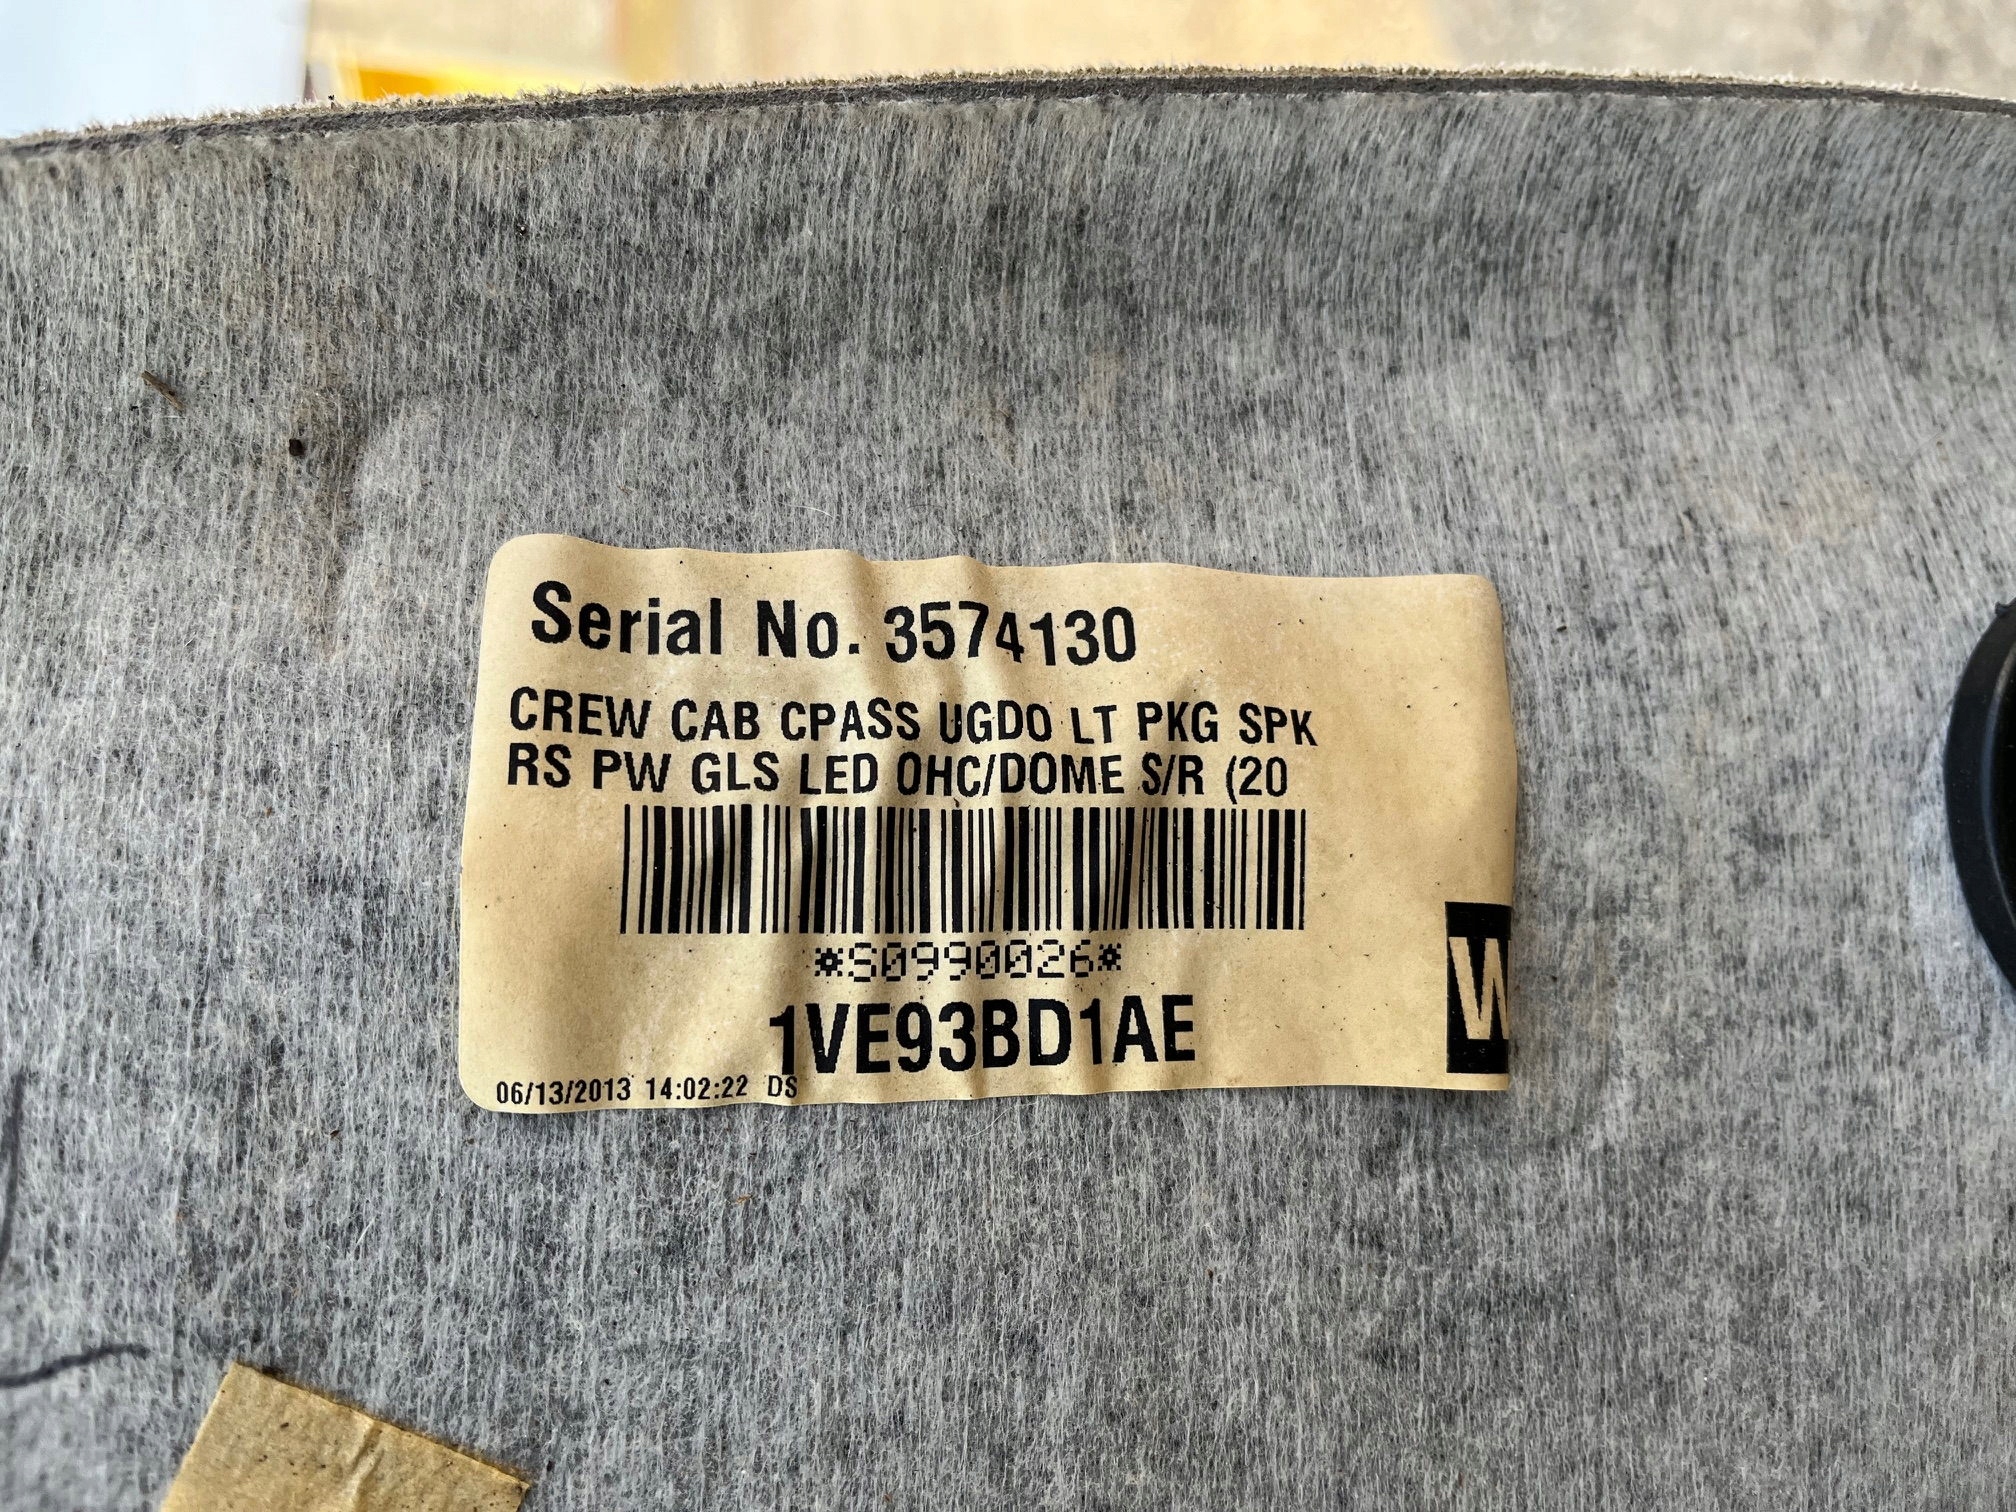 Serial No. 3574130
CREW CAB CPASS UGDO LT PKG SPK
RS PW GLS LED OHC/DOME S/R (20
*S0990026*
1VE93BD1AE
W
06/13/2013 14:02:22 DS